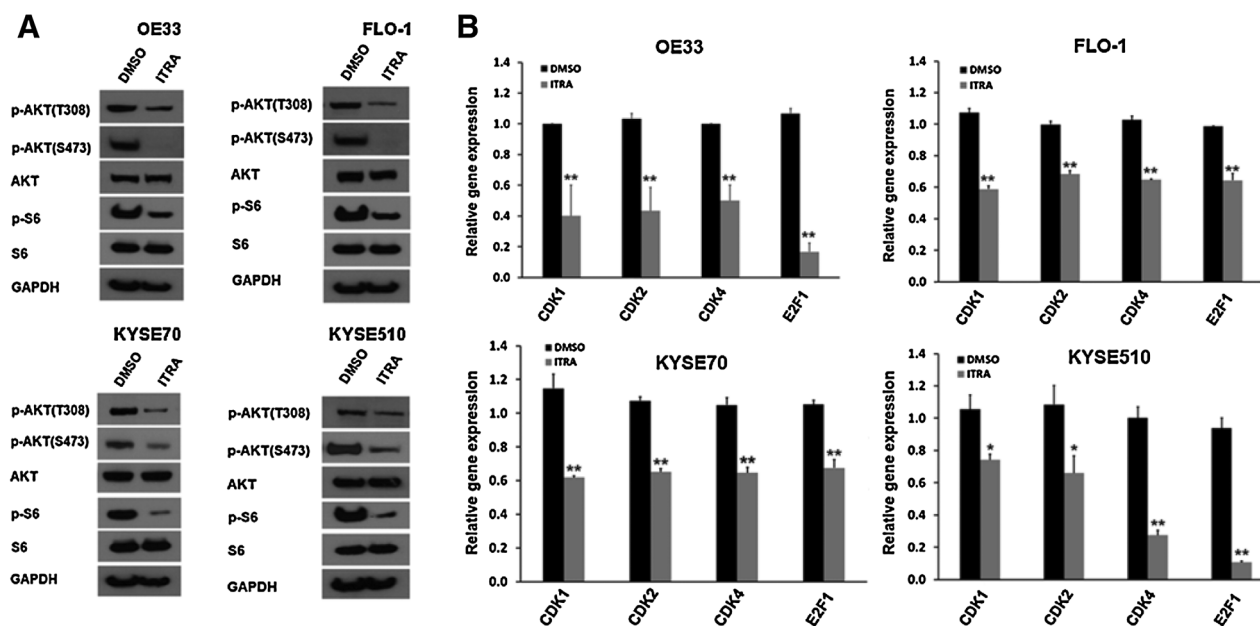 A
OE33
DMSO ITRA
p-AKT(T308)
p-AKT(S473)
AKT
p-S6
S6
GAPDH
FLO-1
DMSO ITRA
p-AKT(T308)
p-AKT(S473)
AKT
p-S6
S6
GAPDH
KYSE70
DMSO ITRA
p-AKT(T308)
p-AKT(S473)
AKT
p-S6
S6
GAPDH
KYSE510
DMSO ITRA
p-AKT(T308)
p-AKT(S473)
AKT
p-S6
S6
GAPDH
B
OE33
Relative gene expression
1.4
1.2
1.0
0.8
0.6
0.4
0.2
0.0
DMSO
ITRA
** ** ** **
CDK1 CDK2 CDK4 E2F1
FLO-1
Relative gene expression
1.4
1.2
1.0
0.8
0.6
0.4
0.2
0.0
DMSO
ITRA
** ** ** **
CDK1 CDK2 CDK4 E2F1
KYSE70
Relative gene expression
1.4
1.2
1.0
0.8
0.6
0.4
0.2
0.0
DMSO
ITRA
** ** ** **
CDK1 CDK2 CDK4 E2F1
KYSE510
Relative gene expression
1.4
1.2
1.0
0.8
0.6
0.4
0.2
0.0
DMSO
ITRA
* * ** **
CDK1 CDK2 CDK4 E2F1